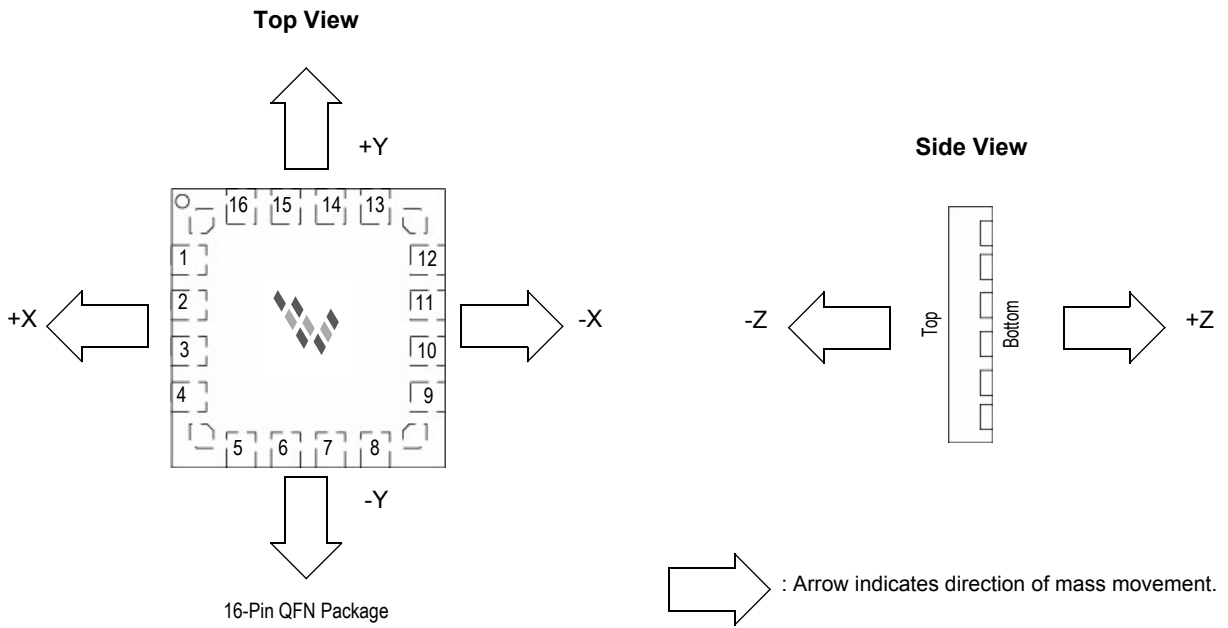 Top View
+Y
Side View
16 15 14 13
1 12
2 11
+X -X
3 10
4 9
-Z Top Bottom +Z
5 6 7 8
-Y
16-Pin QFN Package
: Arrow indicates direction of mass movement.